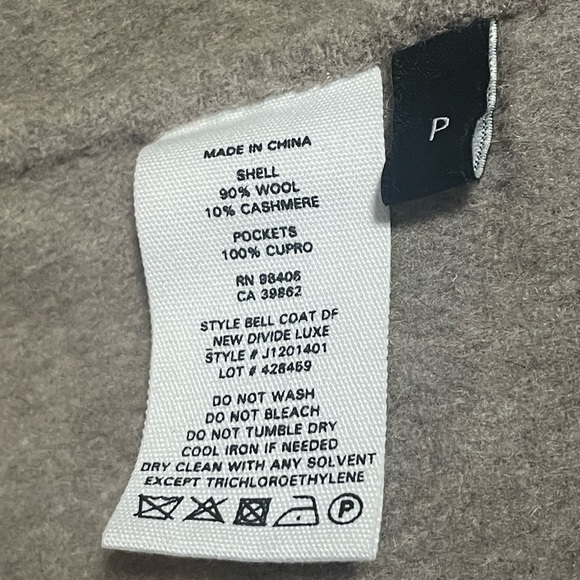 P
MADE IN CHINA
SHELL
90% WOOL
10% CASHMERE
POCKETS
100% CUPRO
RN 98406
CA 39862
STYLE BELL COAT DF
NEW DIVIDE LUXE
STYLE # J1201401
LOT # 428459
DO NOT WASH
DO NOT BLEACH
DO NOT TUMBLE DRY
COOL IRON IF NEEDED
DRY CLEAN WITH ANY SOLVENT
EXCEPT TRICHLOROETHYLENE
P